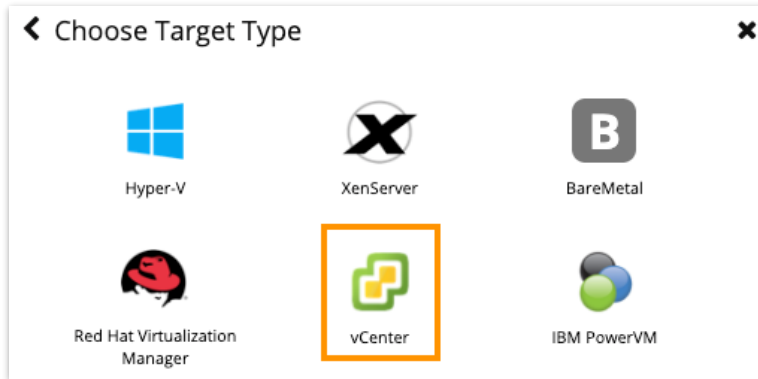 Choose Target Type
Hyper-V
XenServer
B
BareMetal
Red Hat Virtualization
Manager
vCenter
IBM PowerVM